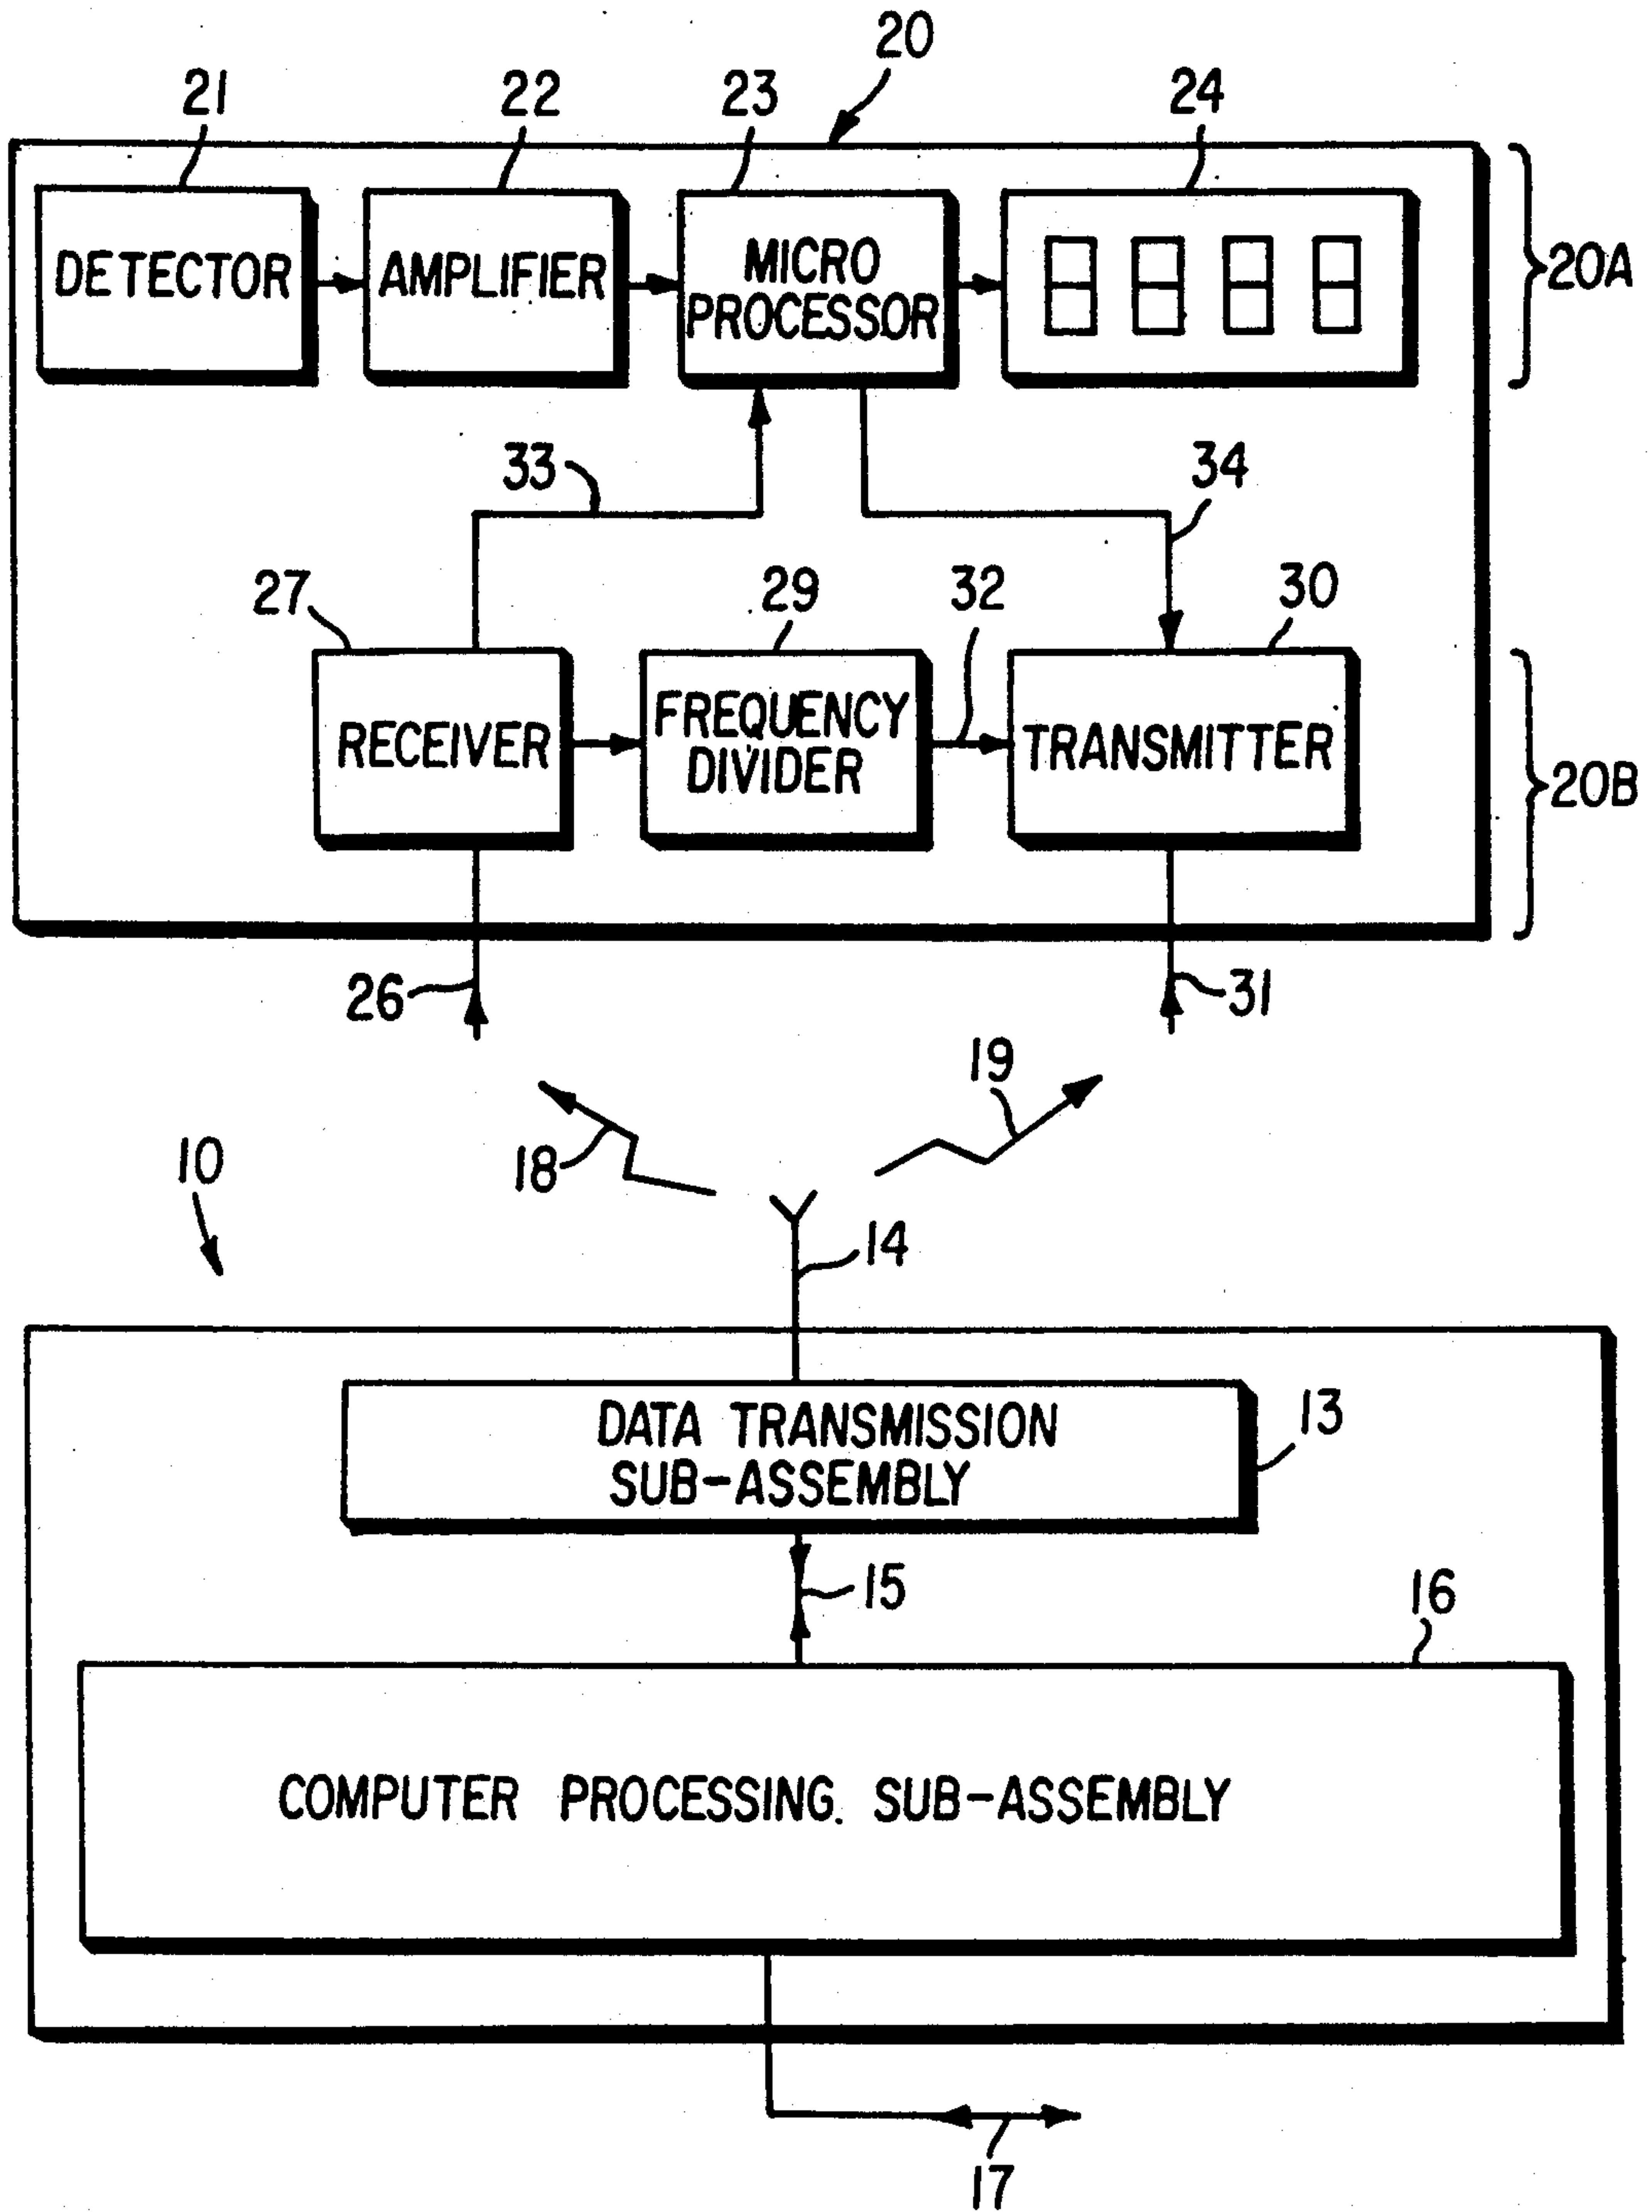 20
21
22
23
24
DETECTOR
AMPLIFIER
MICRO
PROCESSOR
20A
33
34
27
29
32
30
RECEIVER
FREQUENCY
DIVIDER
TRANSMITTER
20B
26
31
19
18
10
14
DATA TRANSMISSION
SUB-ASSEMBLY
13
15
16
COMPUTER PROCESSING. SUB-ASSEMBLY
17